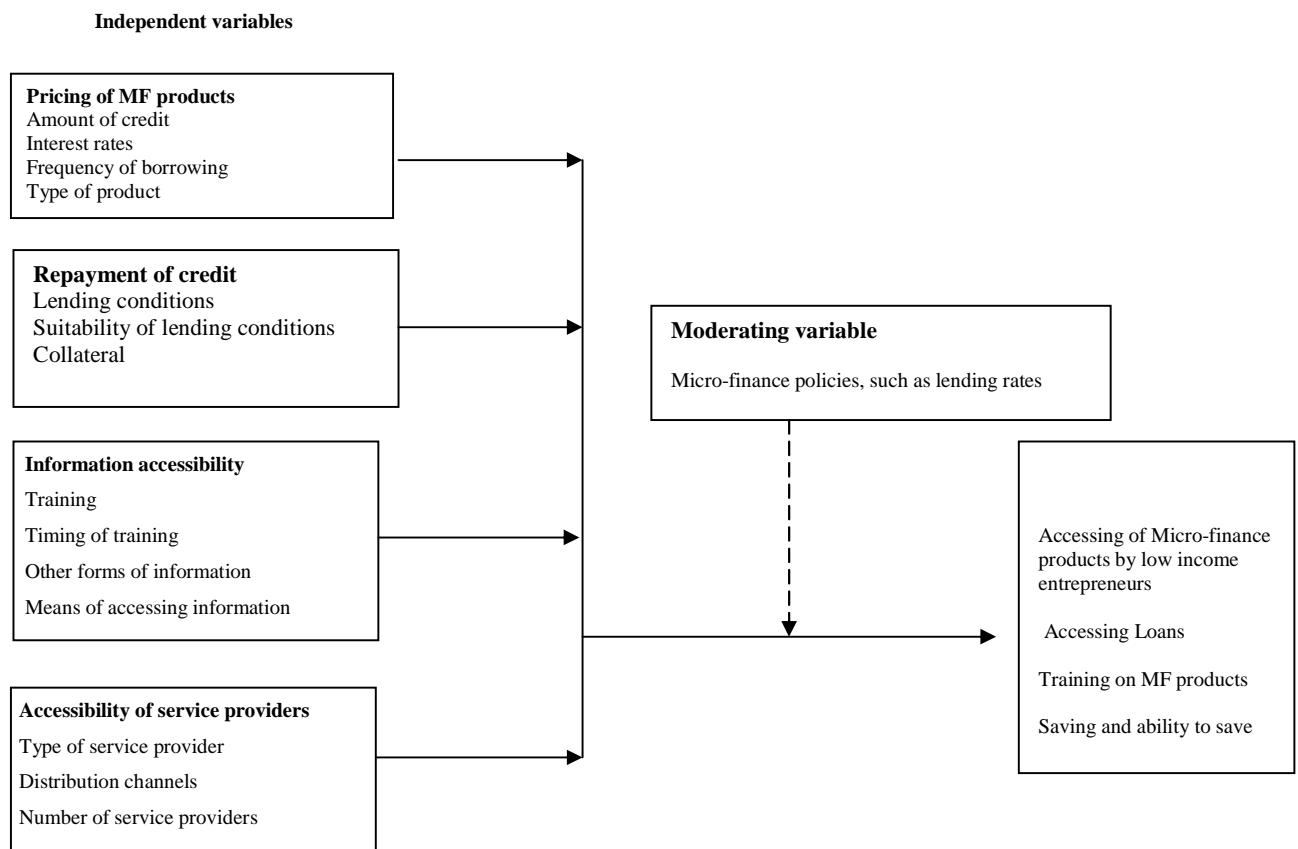 Independent variables
Pricing of MF products
Amount of credit
Interest rates
Frequency of borrowing
Type of product
Repayment of credit
Lending conditions
Suitability of lending conditions
Collateral
Information accessibility
Training
Timing of training
Other forms of information
Means of accessing information
Accessibility of service providers
Type of service provider
Distribution channels
Number of service providers
Moderating variable
Micro-finance policies, such as lending rates
Accessing of Micro-finance
products by low income
entrepreneurs
Accessing Loans
Training on MF products
Saving and ability to save